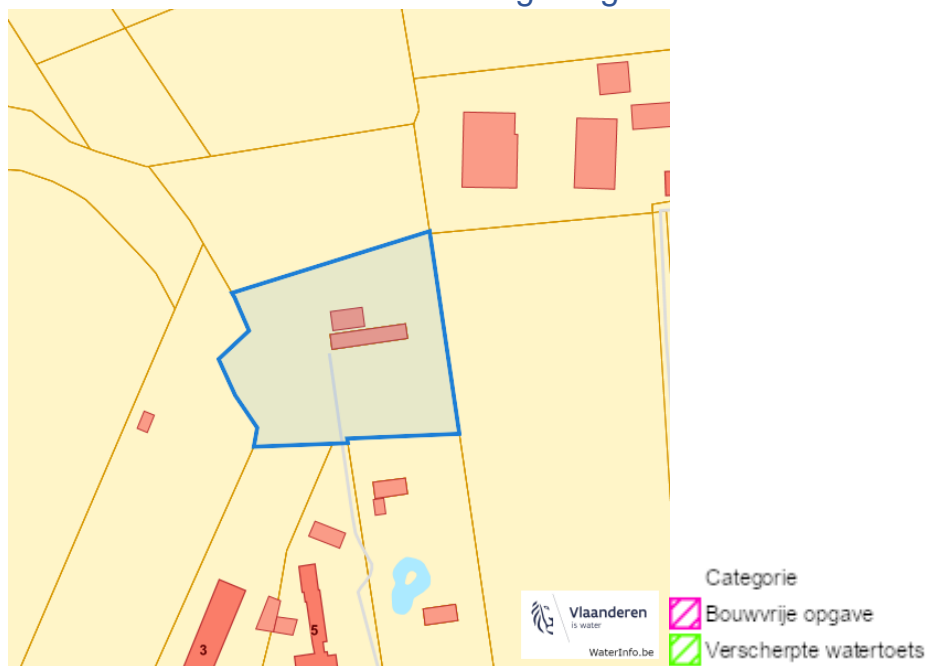 3
5
Vlaanderen
is water
WaterInfo.be
Categorie
Bouwvrije opgave
Verscherpte watertoets